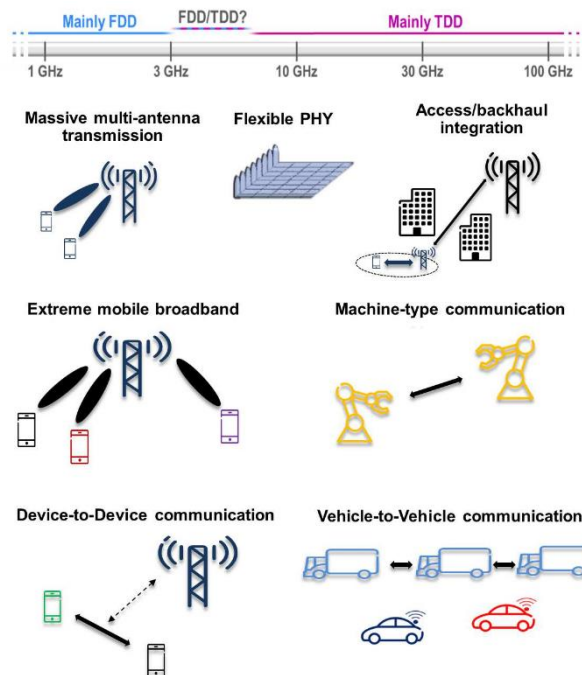 Mainly FDD
FDD/TDD?
Mainly TDD
1 GHz
3 GHz
10 GHz
30 GHz
100 GHz
Massive multi-antenna
transmission
Flexible PHY
Access/backhaul
integration
Extreme mobile broadband
Machine-type communication
Device-to-Device communication
Vehicle-to-Vehicle communication